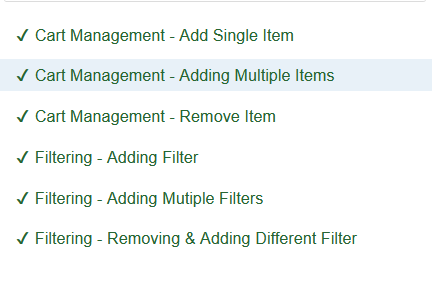 ✔ Cart Management - Add Single Item
✔ Cart Management - Adding Multiple Items
✔ Cart Management - Remove Item
✔ Filtering - Adding Filter
✔ Filtering - Adding Mutiple Filters
✔ Filtering - Removing & Adding Different Filter